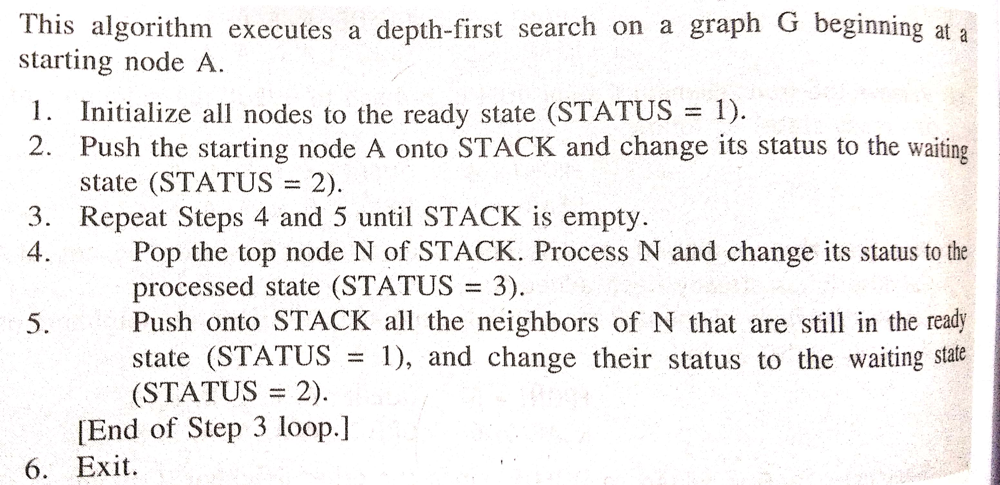 This algorithm executes a depth-first search on a graph G beginning at a
starting node A.
1. Initialize all nodes to the ready state (STATUS = 1).
2. Push the starting node A onto STACK and change its status to the waiting
state (STATUS = 2).
3. Repeat Steps 4 and 5 until STACK is empty.
4. Pop the top node N of STACK. Process N and change its status to the
processed state (STATUS = 3).
5. Push onto STACK all the neighbors of N that are still in the ready
state (STATUS = 1), and change their status to the waiting state
(STATUS = 2).
[End of Step 3 loop.]
6. Exit.